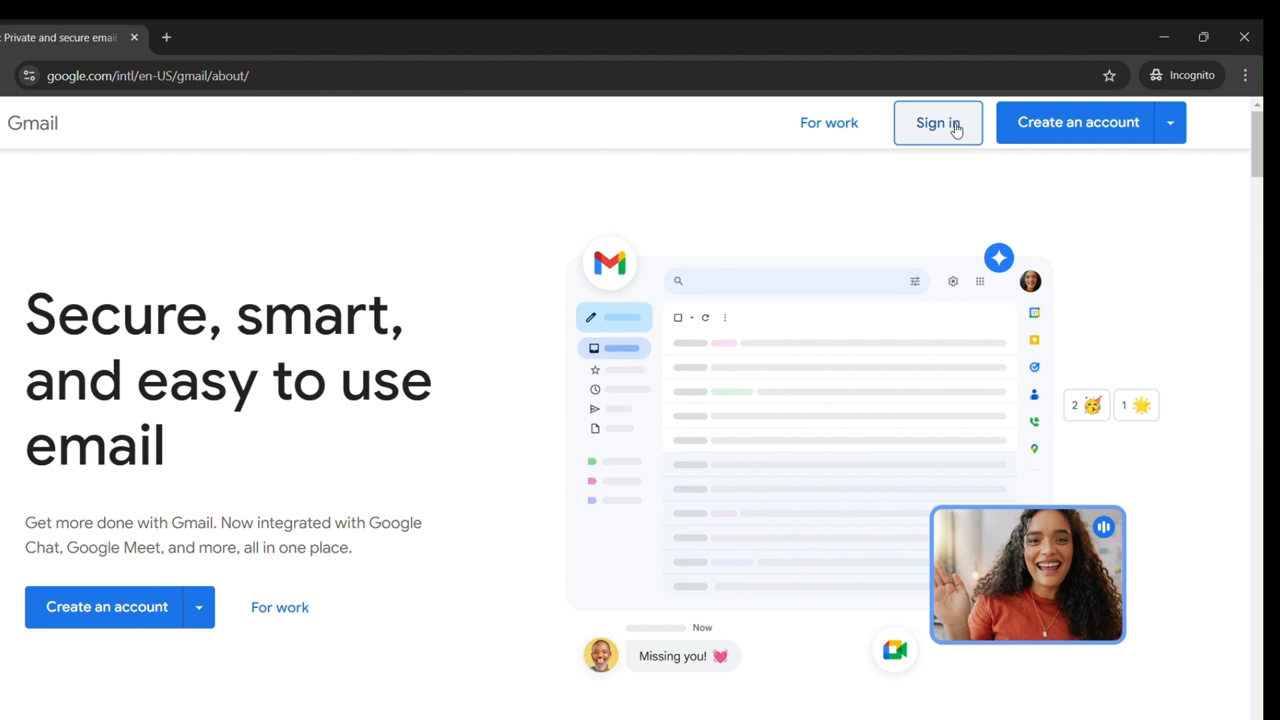 : Private and secure email
google.com/intl/en-US/gmail/about/
Incognito
Gmail
For work
Sign in
Create an account
Secure, smart,
and easy to use
email
Get more done with Gmail. Now integrated with Google
Chat, Google Meet, and more, all in one place.
Create an account
For work
2
1
Now
Missing you!